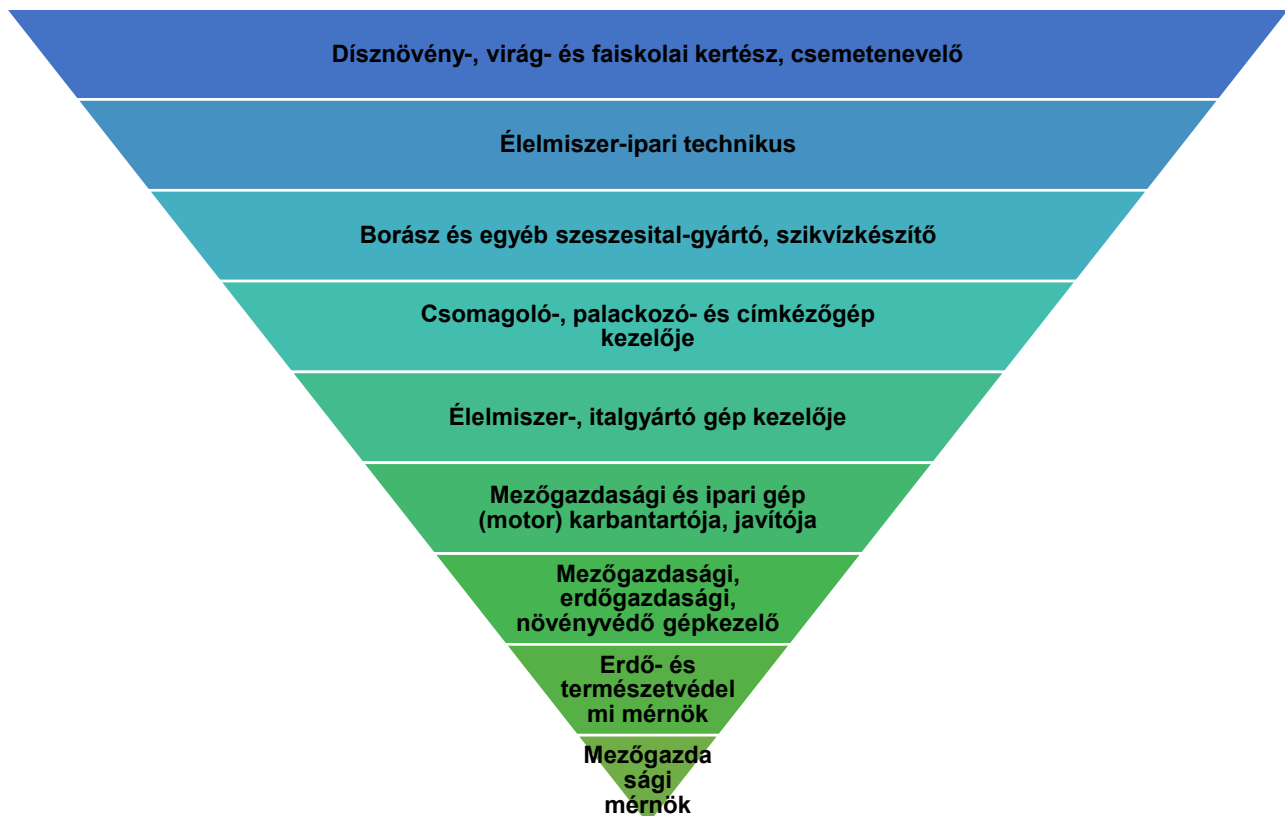 Dísznövény-, virág- és faiskolai kertész, csemetenevelő
Élelmiszer-ipari technikus
Borász és egyéb szeszesital-gyártó, szikvízkészítő
Csomagoló-, palackozó- és címkézőgép
kezelője
Élelmiszer-, italgyártó gép kezelője
Mezőgazdasági és ipari gép
(motor) karbantartója, javítója
Mezőgazdasági,
erdőgazdasági,
növényvédő gépkezelő
Erdő- és
természetvédel
mi mérnök
Mezőgazda
sági
mérnök